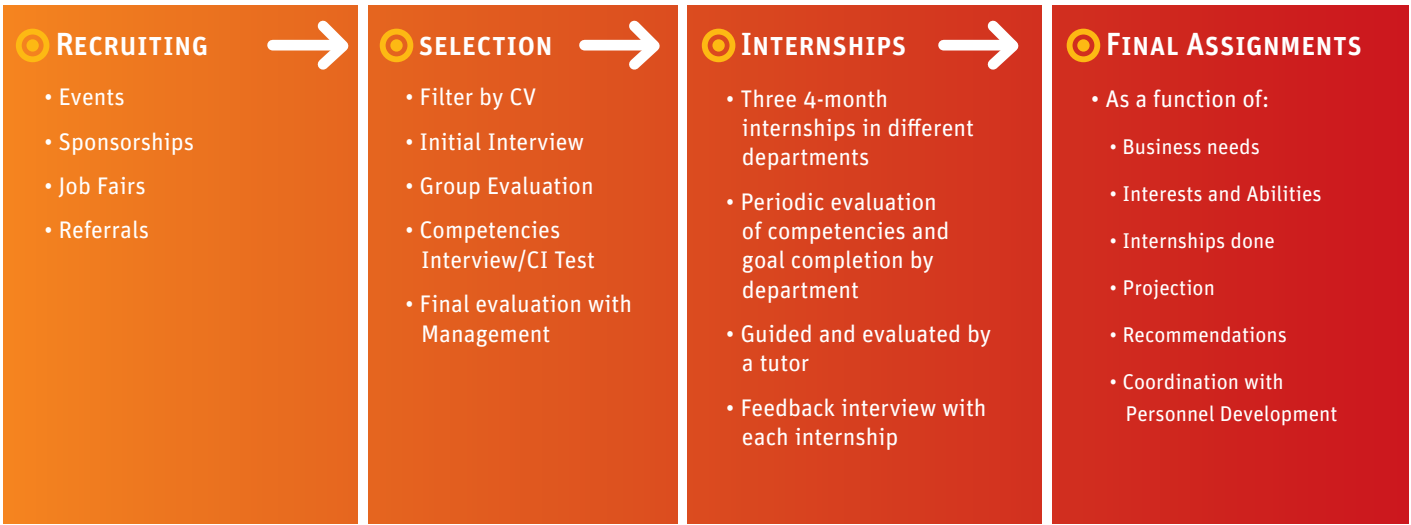 RECRUITING
• Events
• Sponsorships
• Job Fairs
• Referrals
SELECTION
• Filter by CV
• Initial Interview
• Group Evaluation
• Competencies
Interview/CI Test
• Final evaluation with
Management
INTERNSHIPS
• Three 4-month
internships in different
departments
• Periodic evaluation
of competencies and
goal completion by
department
• Guided and evaluated by
a tutor
• Feedback interview with
each internship
FINAL ASSIGNMENTS
• As a function of:
• Business needs
• Interests and Abilities
• Internships done
• Projection
• Recommendations
• Coordination with
Personnel Development